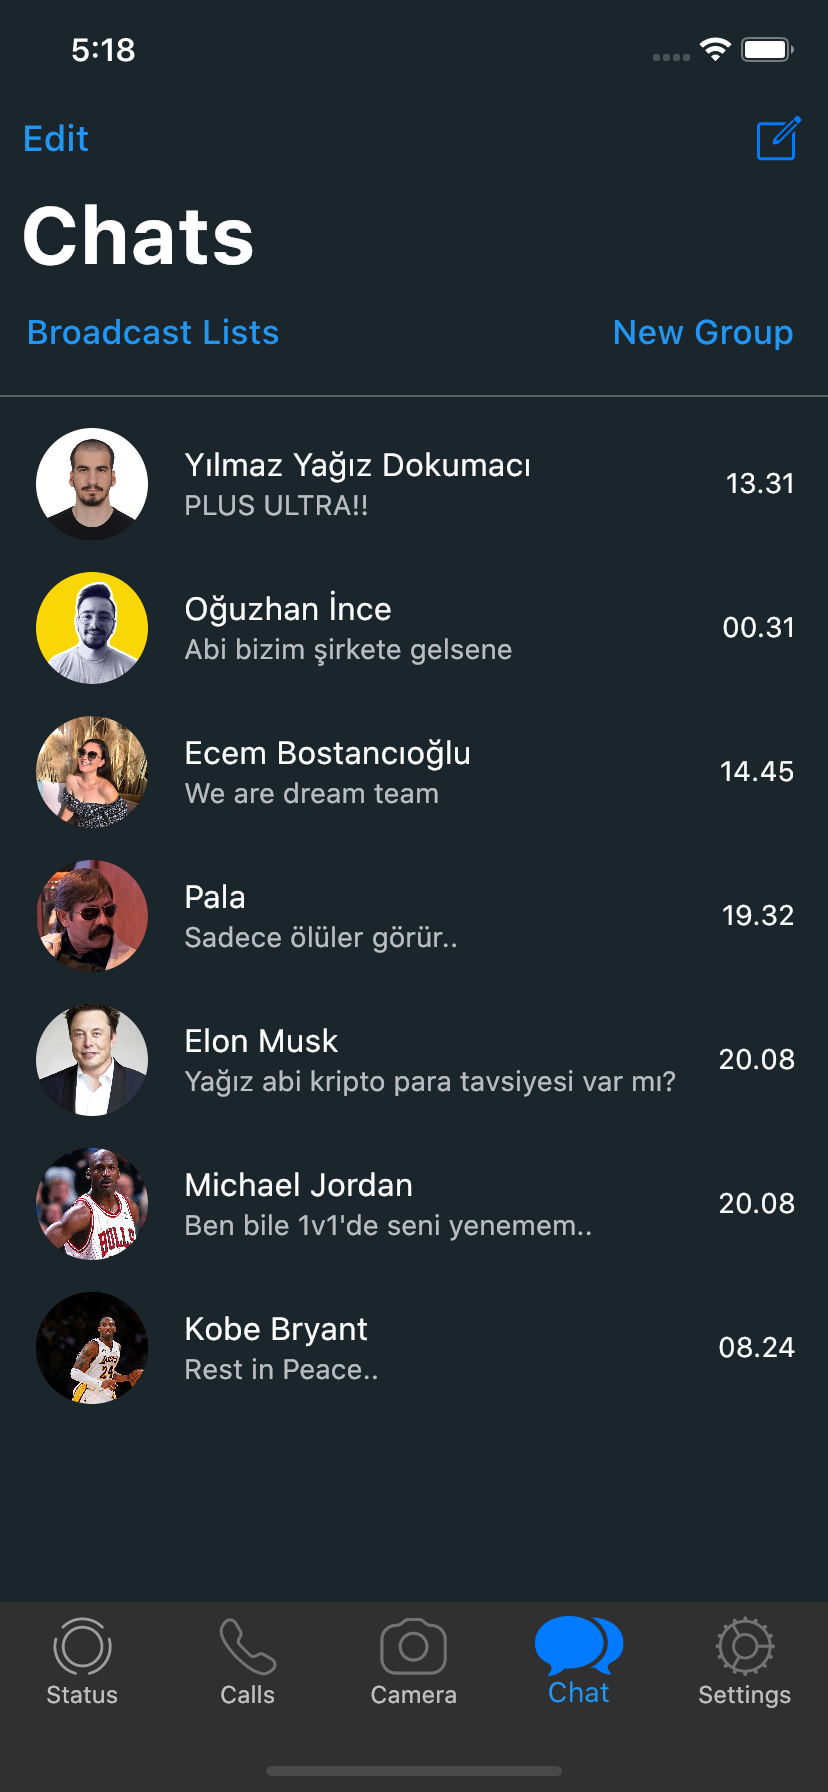 5:18
Edit
Chats
Broadcast Lists New Group
Yılmaz Yağız Dokumacı
PLUS ULTRA!!
13.31
Oğuzhan İnce
Abi bizim şirkete gelsene
00.31
Ecem Bostancıoğlu
We are dream team
14.45
Pala
Sadece ölüler görür..
19.32
Elon Musk
Yağız abi kripto para tavsiyesi var mı?
20.08
Michael Jordan
Ben bile 1v1'de seni yenemem..
20.08
BULLS
Kobe Bryant
Rest in Peace..
08.24
24
Status Calls Camera Chat Settings